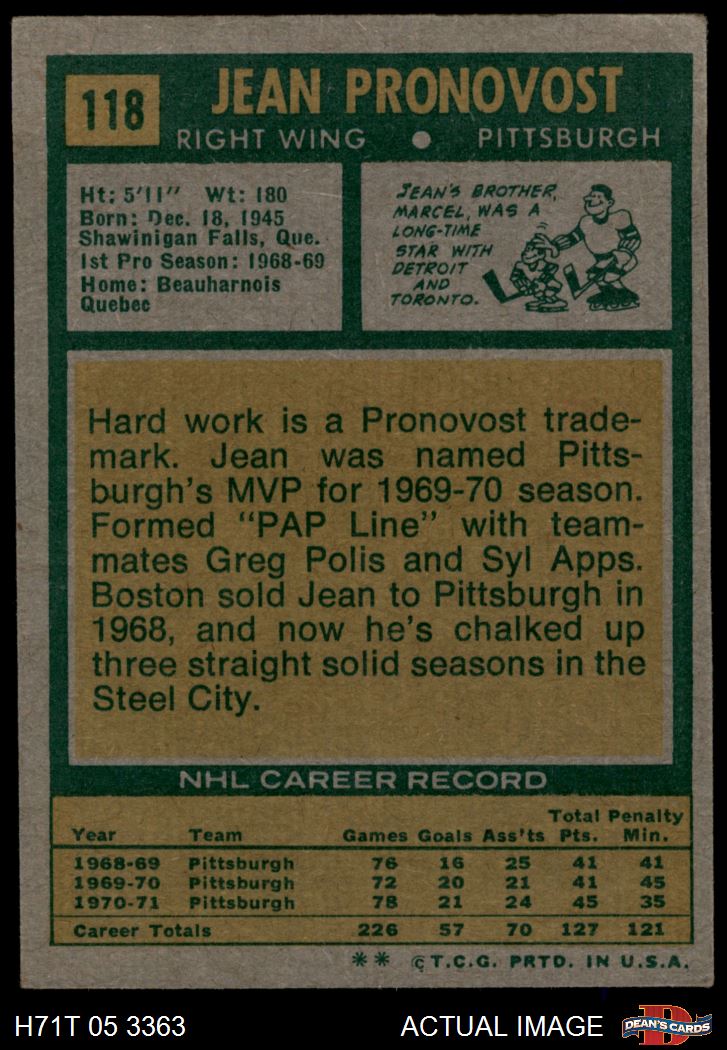 118
JEAN PRONOVOST
RIGHT WING • PITTSBURGH
Ht: 5'11" Wt: 180
Born: Dec. 18, 1945
Shawinigan Falls, Que.
1st Pro Season: 1968-69
Home: Beauharnois
Quebec
JEAN'S BROTHER,
MARCEL, WAS A
LONG-TIME
STAR WITH
DETROIT
AND
TORONTO.
Hard work is a Pronovost trade-
mark. Jean was named Pitts-
burgh's MVP for 1969-70 season.
Formed "PAP Line" with team-
mates Greg Polis and Syl Apps.
Boston sold Jean to Pittsburgh in
1968, and now he's chalked up
three straight solid seasons in the
Steel City.
NHL CAREER RECORD
Total Penalty
Year Team Games Goals Ass'ts Pts. Min.
1968-69 Pittsburgh 76 16 25 41 41
1969-70 Pittsburgh 72 20 21 41 45
1970-71 Pittsburgh 78 21 24 45 35
Career Totals 226 57 70 127 121
** © T.C.G. PRTD. IN U.S.A.
H71T 05 3363 ACTUAL IMAGE
D
DEAN'S CARDS